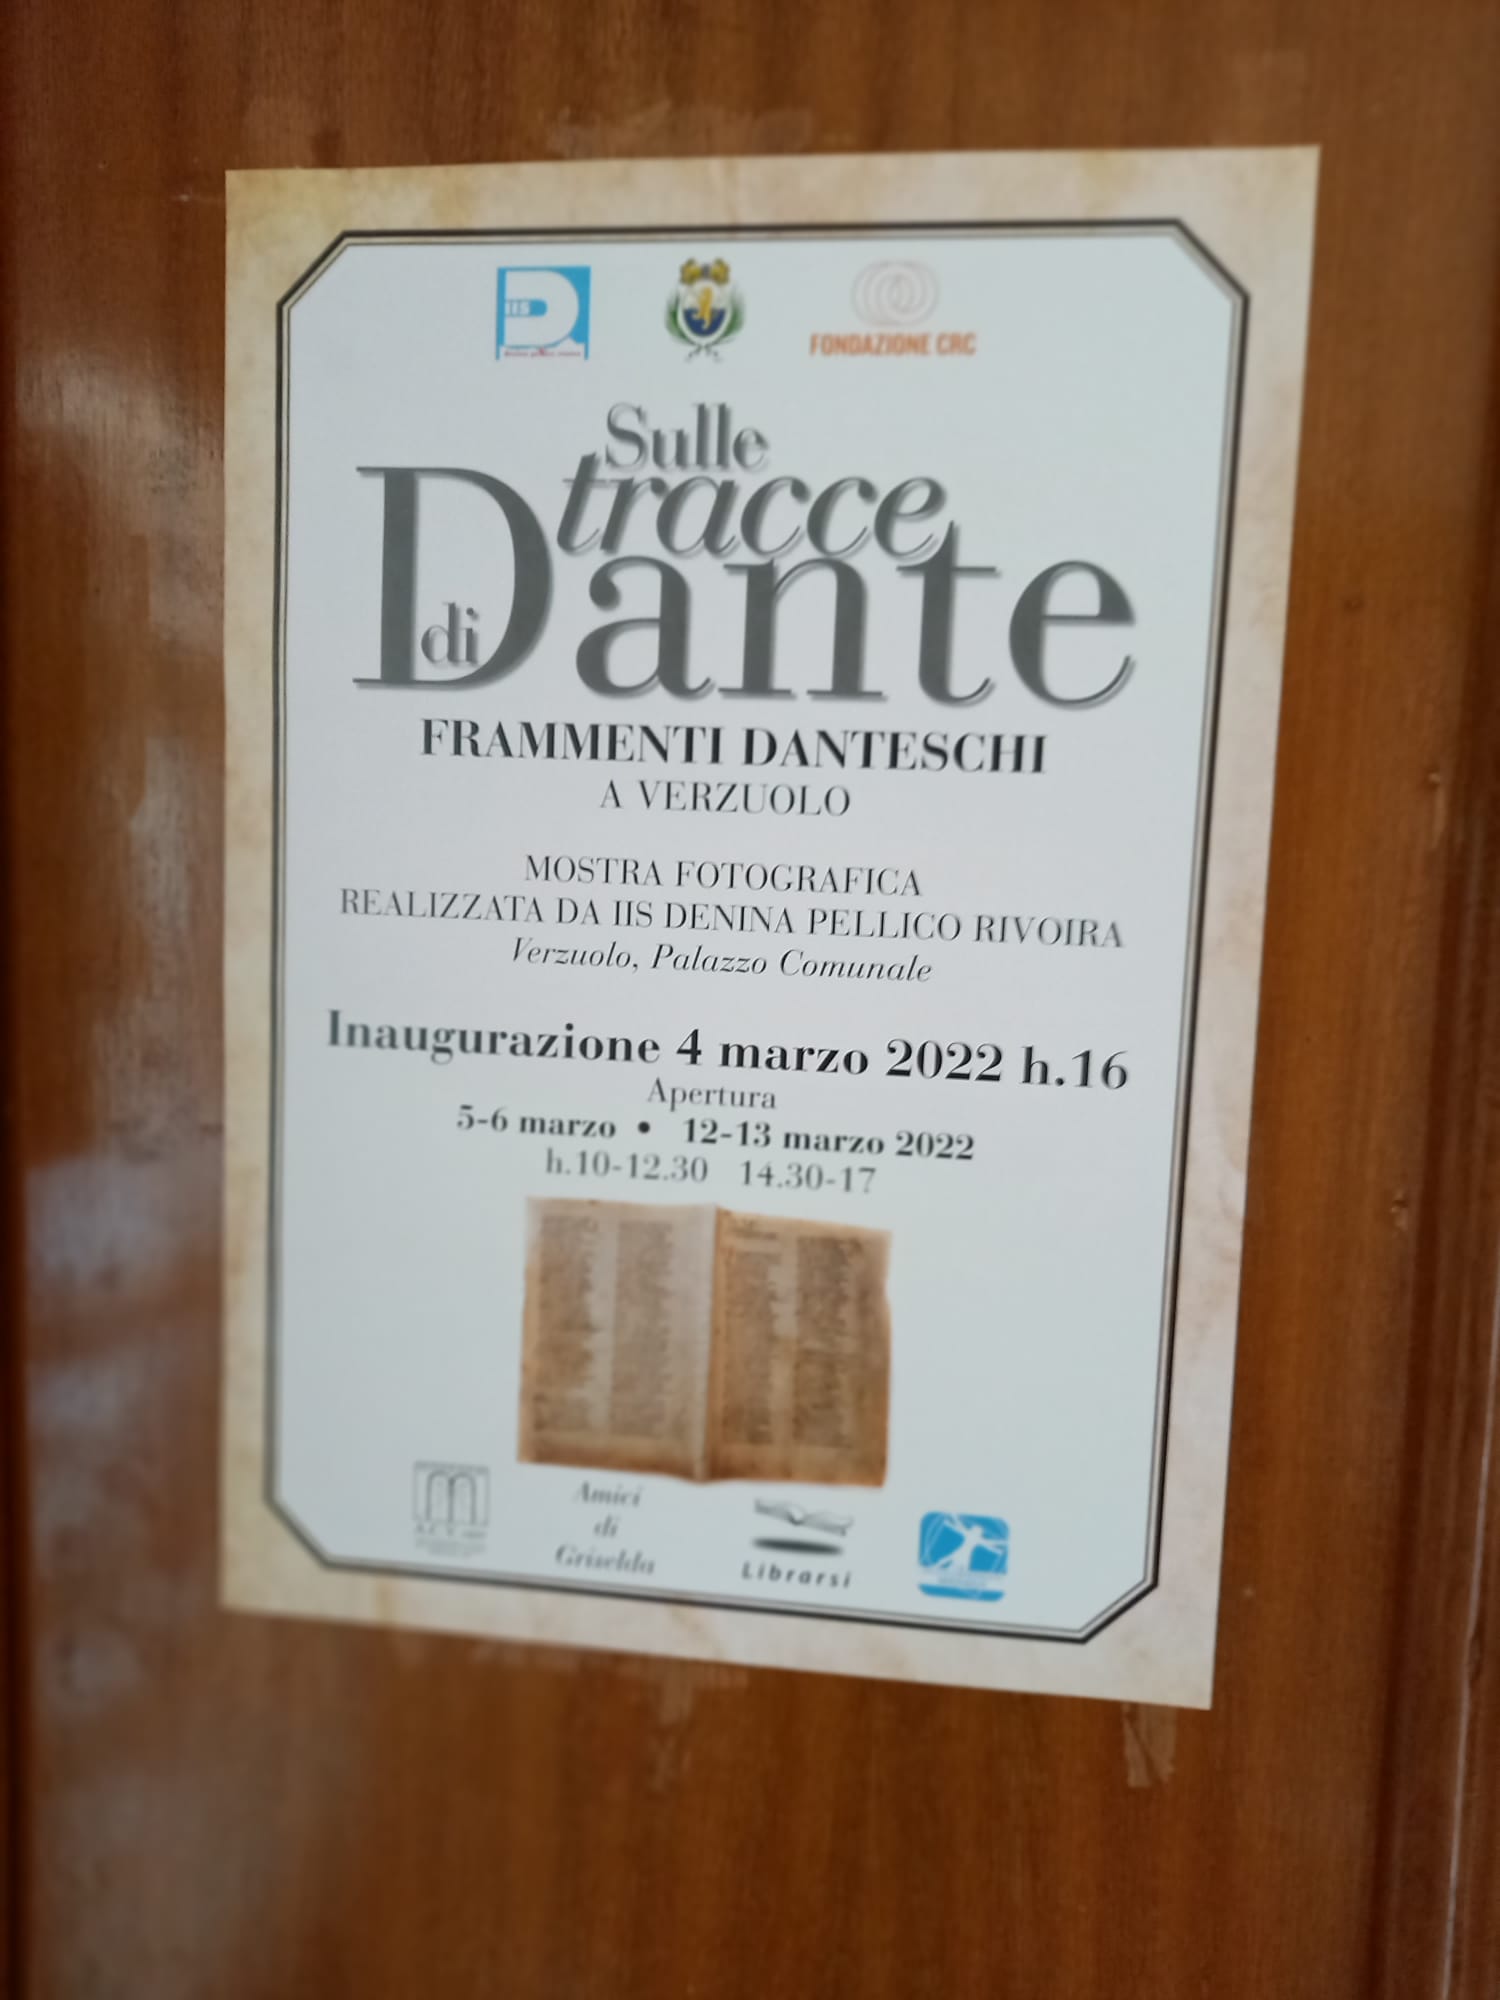 IIS
FONDAZIONE CRC
Sulle
tracce
di Dante
FRAMMENTI DANTESCHI
A VERZUOLO
MOSTRA FOTOGRAFICA
REALIZZATA DA IIS DENINA PELLICO RIVOIRA
Verzuolo, Palazzo Comunale
Inaugurazione 4 marzo 2022 h.16
Apertura
5-6 marzo • 12-13 marzo 2022
h.10-12.30 14.30-17
Amici
di
Griselda
Librarsi